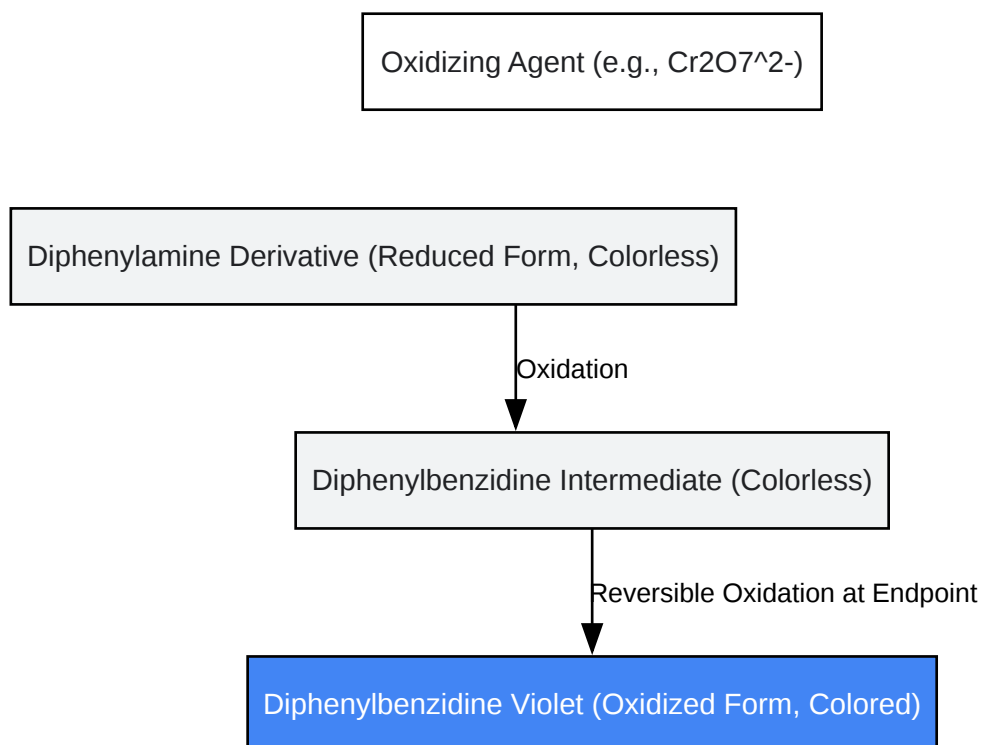 Oxidizing Agent (e.g., Cr2O7^2-)
Diphenylamine Derivative (Reduced Form, Colorless)
Oxidation
Diphenylbenzidine Intermediate (Colorless)
Reversible Oxidation at Endpoint
Diphenylbenzidine Violet (Oxidized Form, Colored)